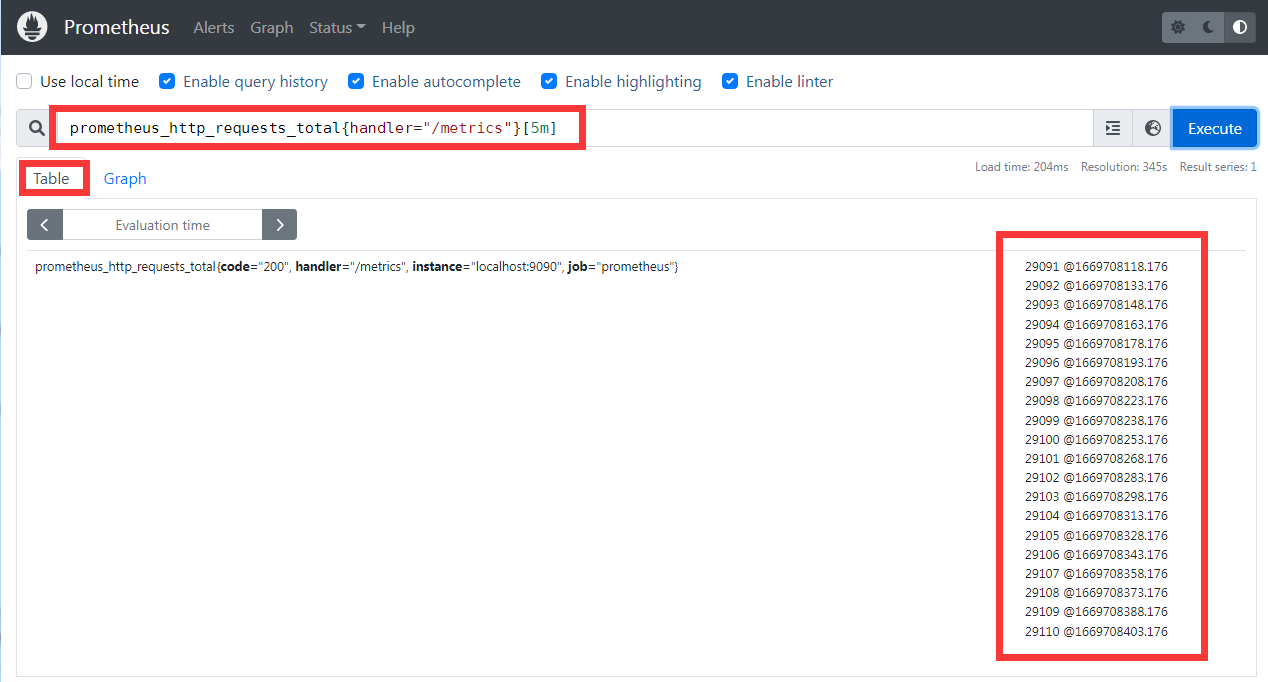 Prometheus Alerts Graph Status Help
Use local time Enable query history Enable autocomplete Enable highlighting Enable linter
prometheus_http_requests_total{handler="/metrics"}[5m] Execute
Load time: 204ms Resolution: 345s Result series: 1
Table Graph
Evaluation time
prometheus_http_requests_total{code="200", handler="/metrics", instance="localhost:9090", job="prometheus"}
29091 @1669708118.176
29092 @1669708133.176
29093 @1669708148.176
29094 @1669708163.176
29095 @1669708178.176
29096 @1669708193.176
29097 @1669708208.176
29098 @1669708223.176
29099 @1669708238.176
29100 @1669708253.176
29101 @1669708268.176
29102 @1669708283.176
29103 @1669708298.176
29104 @1669708313.176
29105 @1669708328.176
29106 @1669708343.176
29107 @1669708358.176
29108 @1669708373.176
29109 @1669708388.176
29110 @1669708403.176